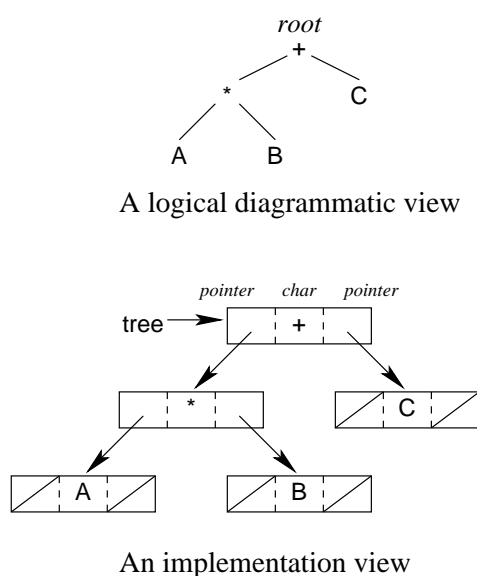 root
+
* C
A B
A logical diagrammatic view
pointer char pointer
tree +
* C
A B
An implementation view